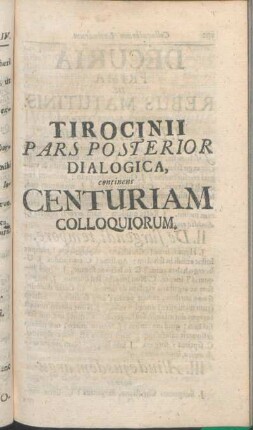 TIROCINII
PARS POSTERIOR
DIALOGICA,
continens
CENTURIAM
COLLOQUIORUM.